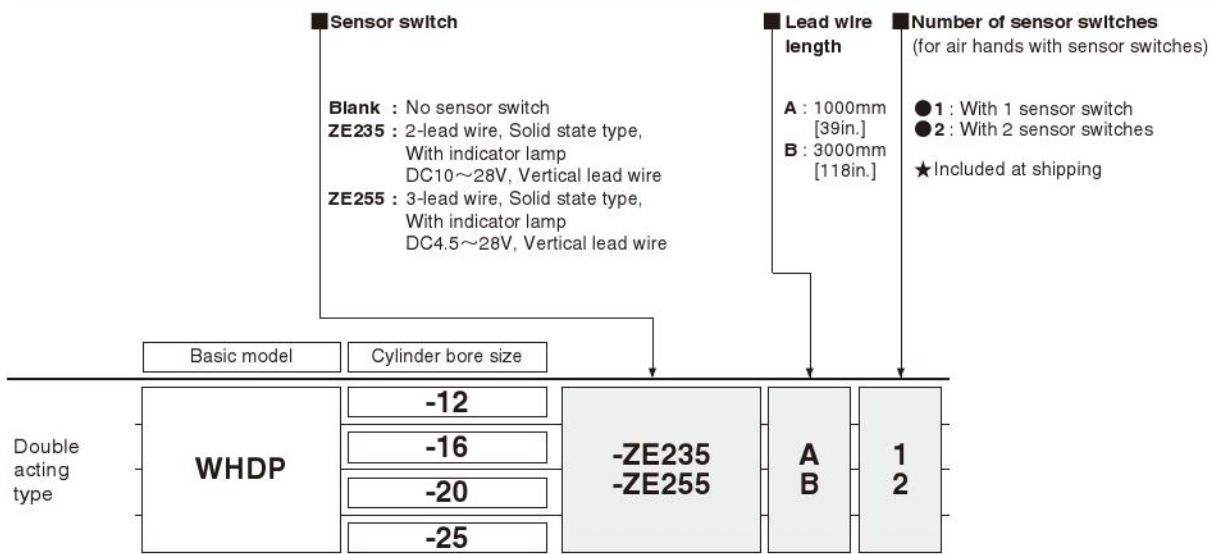 ■Sensor switch
Blank : No sensor switch
ZE235 : 2-lead wire, Solid state type,
With indicator lamp
DC10～28V, Vertical lead wire
ZE255 : 3-lead wire, Solid state type,
With indicator lamp
DC4.5～28V, Vertical lead wire
■Lead wire
length
A : 1000mm
[39in.]
B : 3000mm
[118in.]
■Number of sensor switches
(for air hands with sensor switches)
●1 : With 1 sensor switch
●2 : With 2 sensor switches
★Included at shipping
Basic model
Cylinder bore size
Double
acting
type
WHDP
-12
-16
-20
-25
-ZE235
-ZE255
A
B
1
2